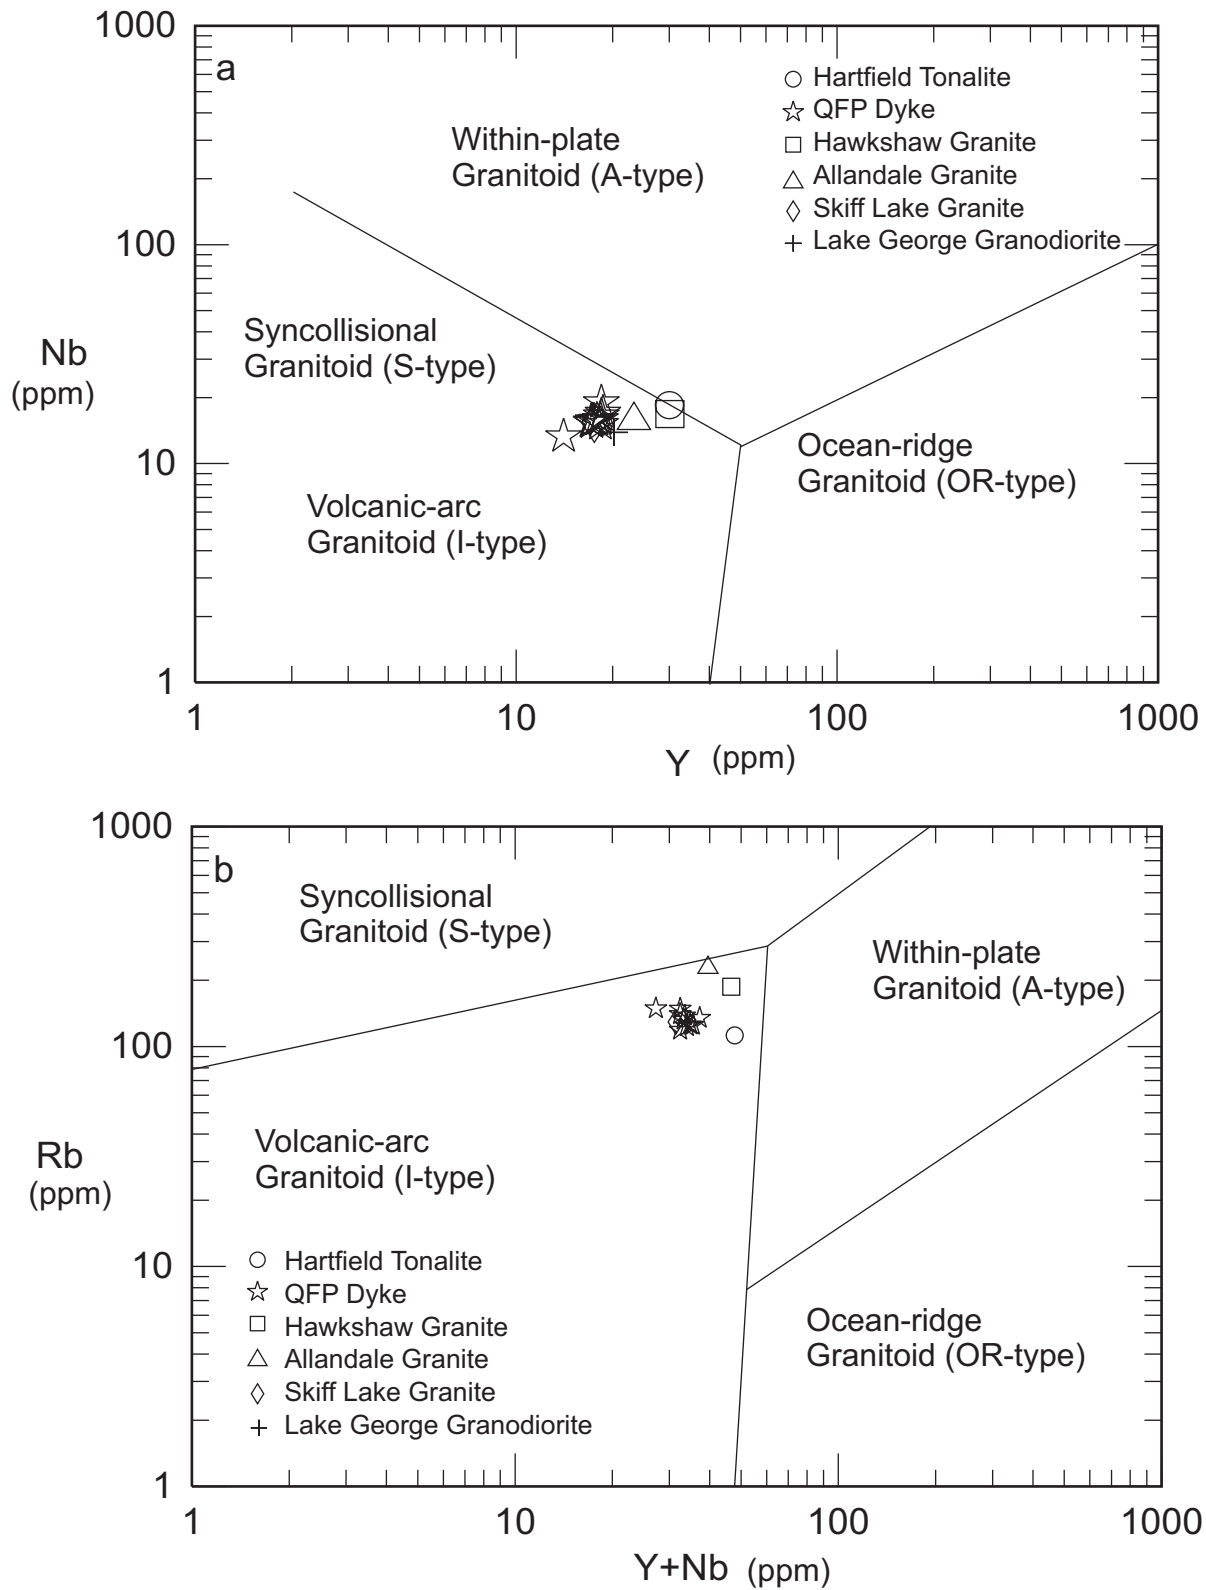 1000
a
Hartfield Tonalite
QFP Dyke
Within-plate
Granitoid (A-type)
Hawkshaw Granite
Allandale Granite
Skiff Lake Granite
100
Lake George Granodiorite
Syncollisional
Granitoid (S-type)
Nb
(ppm)
Ocean-ridge
Granitoid (OR-type)
10
Volcanic-arc
Granitoid (I-type)
1
1
10
100
1000
Y (ppm)
1000
b
Syncollisional
Granitoid (S-type)
Within-plate
Granitoid (A-type)
100
Volcanic-arc
Granitoid (I-type)
Rb
(ppm)
Hartfield Tonalite
10
QFP Dyke
Hawkshaw Granite
Allandale Granite
Skiff Lake Granite
Lake George Granodiorite
Ocean-ridge
Granitoid (OR-type)
1
1
10
100
1000
Y+Nb (ppm)